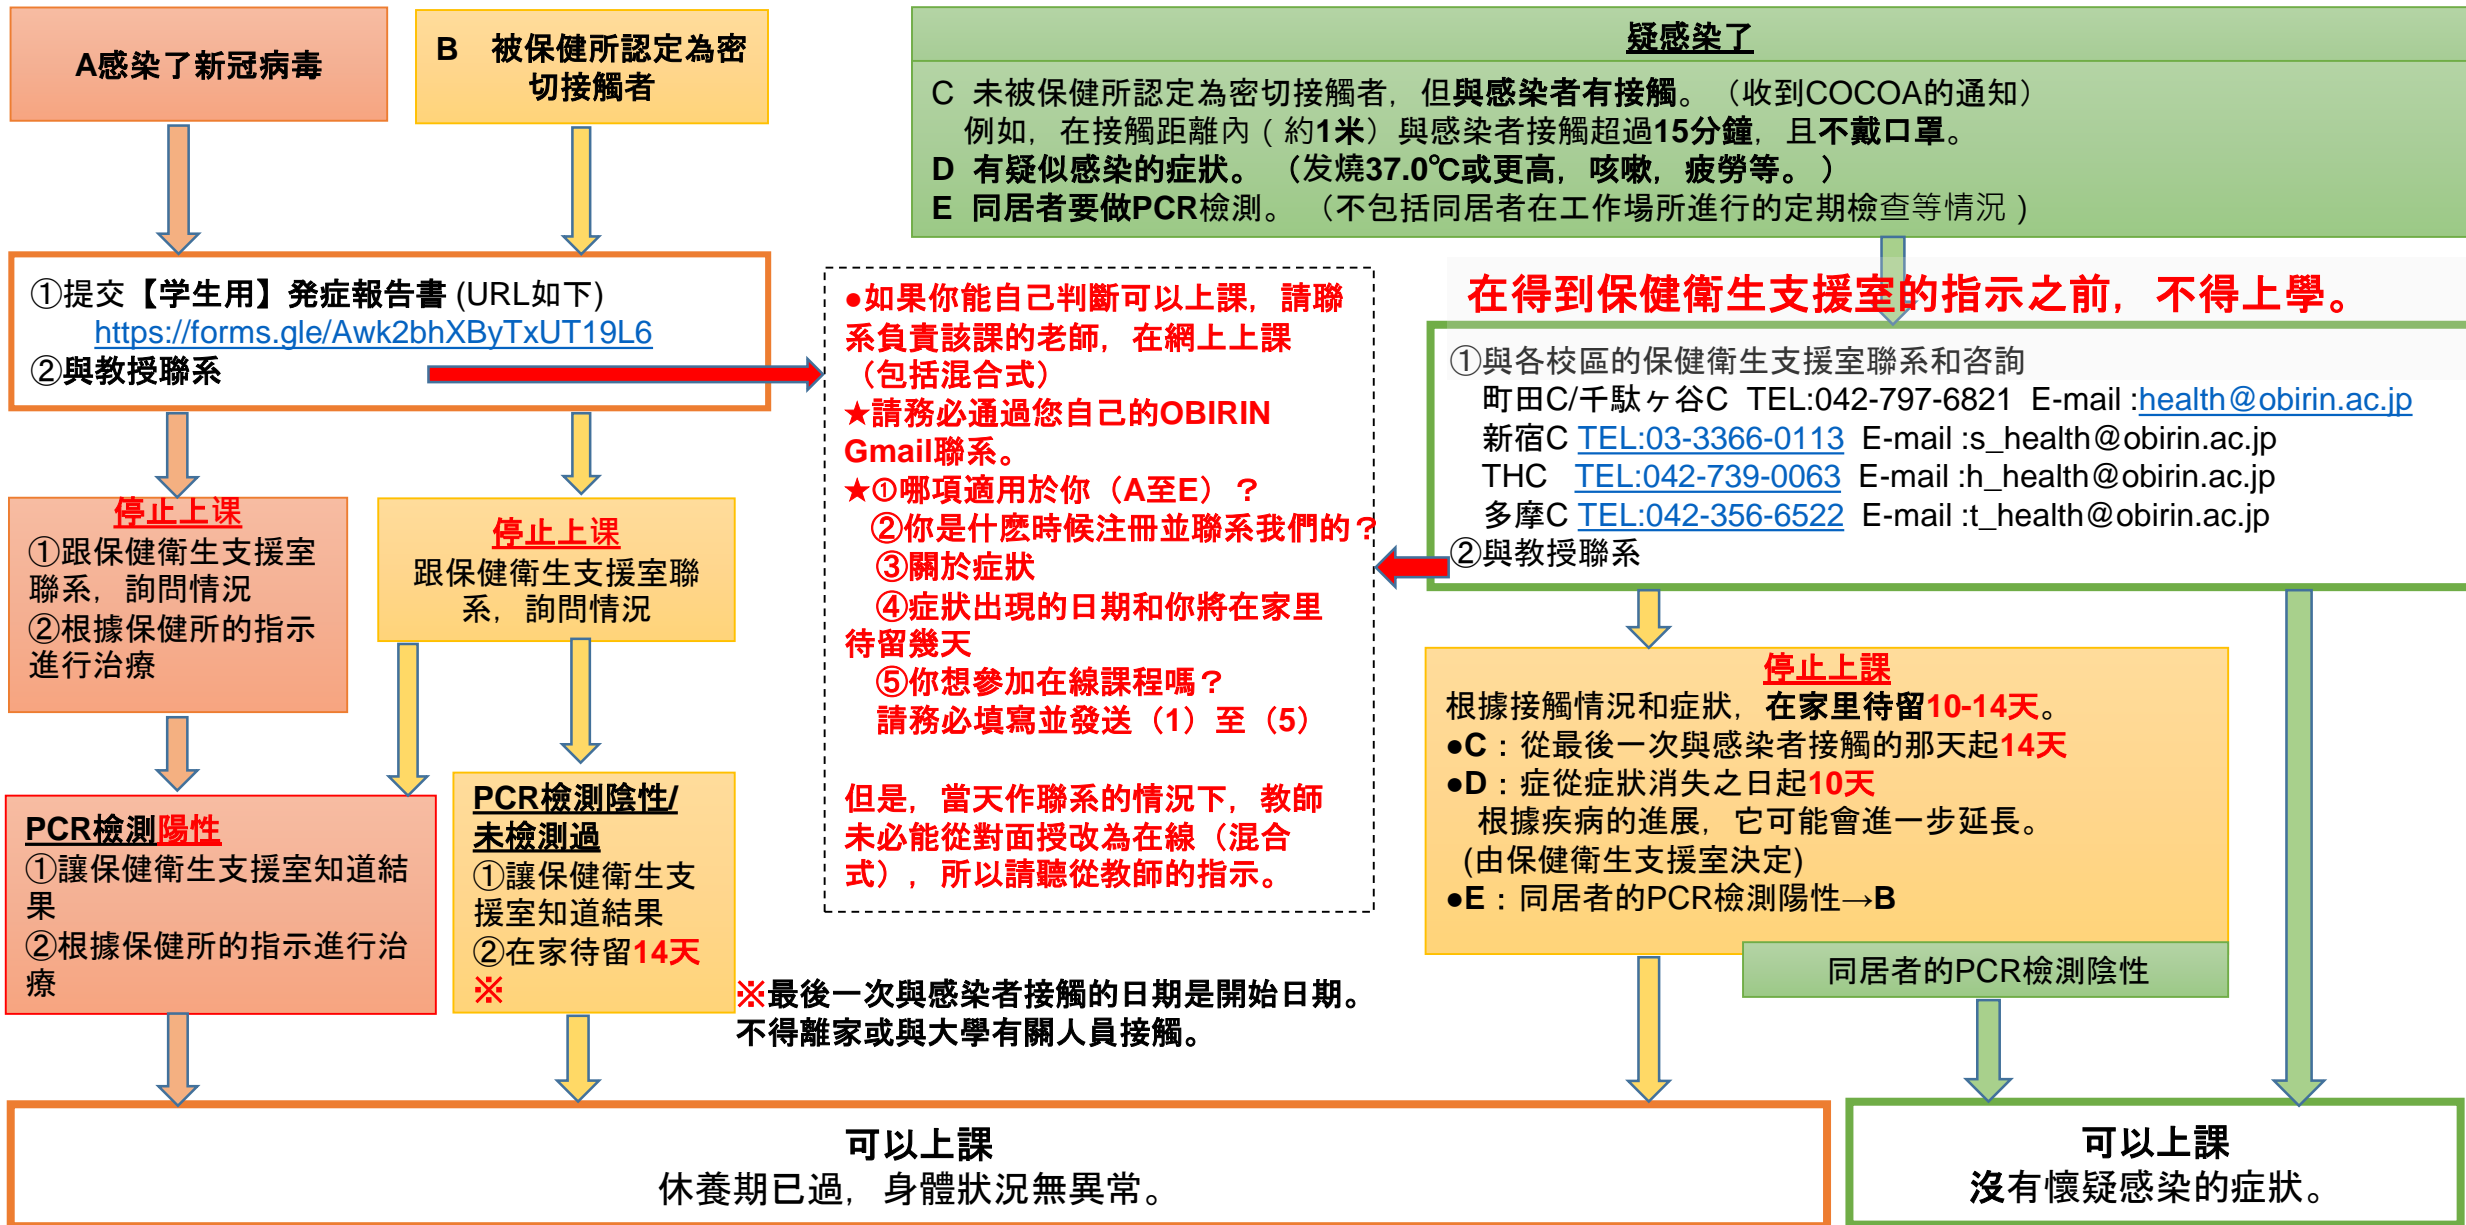 A感染了新冠病毒
B　被保健所認定為密
切接觸者
疑感染了
C 未被保健所認定為密切接觸者，但與感染者有接觸。（收到COCOA的通知）
例如，在接觸距離內（約1米）與感染者接觸超過15分鐘，且不戴口罩。
D 有疑似感染的症狀。（发燒37.0℃或更高，咳嗽，疲勞等。）
E 同居者要做PCR檢測。（不包括同居者在工作場所進行的定期檢查等情況）
①提交【学生用】発症報告書 (URL如下)
https://forms.gle/Awk2bhXByTxUT19L6
②與教授聯系
●如果你能自己判斷可以上課，請聯
系負責該課的老師，在網上上課
（包括混合式）
★請務必通過您自己的OBIRIN
Gmail聯系。
★①哪項適用於你（A至E）？
②你是什麽時候注冊並聯系我們的？
③關於症狀
④症狀出現的日期和你將在家里
待留幾天
⑤你想參加在線課程嗎？
請務必填寫並發送（1）至（5）
但是，當天作聯系的情況下，教師
未必能從對面授改為在線（混合
式），所以請聽從教師的指示。
在得到保健衛生支援室的指示之前，不得上學。
①與各校區的保健衛生支援室聯系和咨詢
町田C/千駄ヶ谷C TEL:042-797-6821 E-mail :health@obirin.ac.jp
新宿C TEL:03-3366-0113 E-mail :s_health@obirin.ac.jp
THC TEL:042-739-0063 E-mail :h_health@obirin.ac.jp
多摩C TEL:042-356-6522 E-mail :t_health@obirin.ac.jp
②與教授聯系
停止上课
①跟保健衛生支援室
聯系，詢問情況
②根據保健所的指示
進行治療
停止上课
跟保健衛生支援室聯
系，詢問情況
停止上課
根據接觸情況和症狀，在家里待留10-14天。
●C：從最後一次與感染者接觸的那天起14天
●D：症從症狀消失之日起10天
根據疾病的進展，它可能會進一步延長。
(由保健衛生支援室決定)
●E：同居者的PCR檢測陽性→B
同居者的PCR檢測陰性
PCR檢測陽性
①讓保健衛生支援室知道結
果
②根據保健所的指示進行治
療
PCR檢測陰性/
未檢測過
①讓保健衛生支
援室知道結果
②在家待留14天
※
※最後一次與感染者接觸的日期是開始日期。
不得離家或與大學有關人員接觸。
可以上課
休養期已過，身體狀況無異常。
可以上課
沒有懷疑感染的症狀。